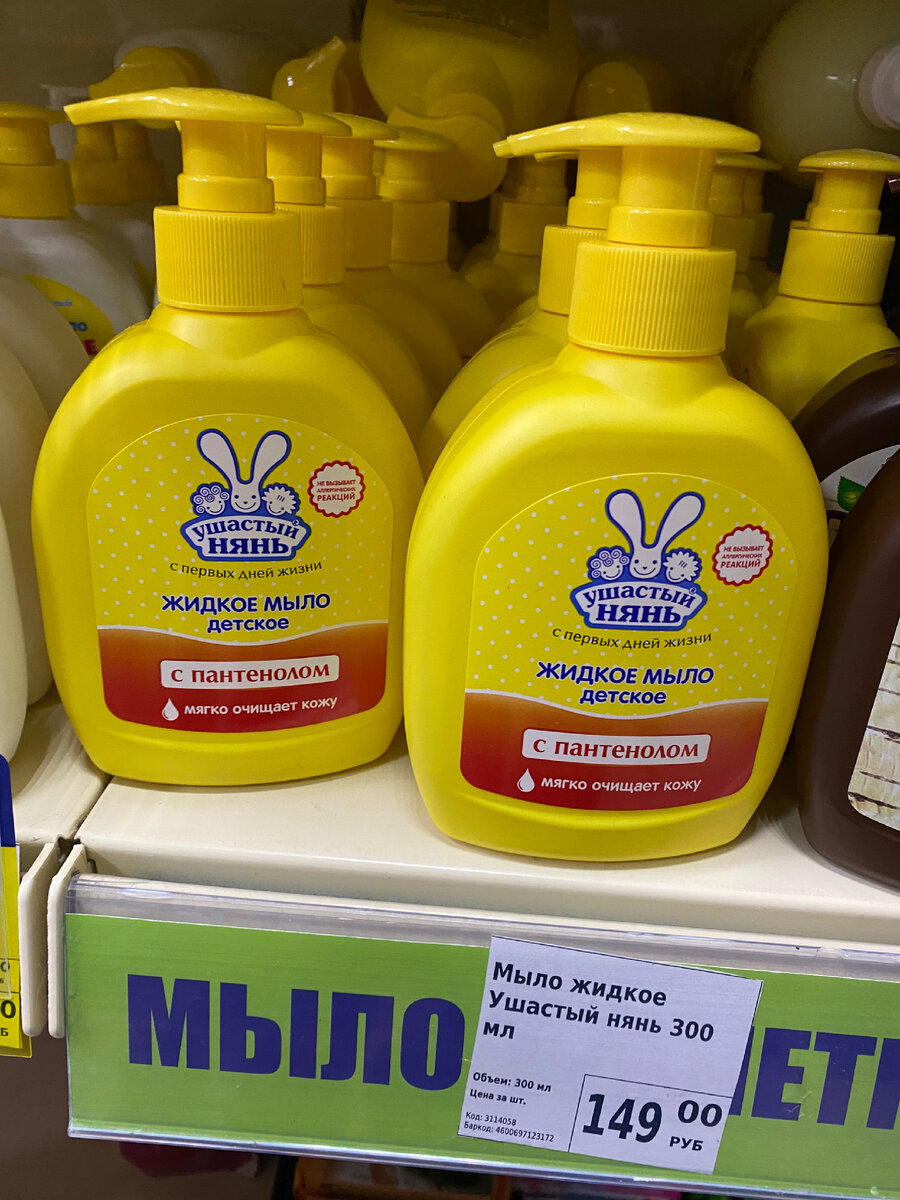 НЕ ВЫЗЫВАЕТ
АЛЛЕРГИЧЕСКИХ
РЕАКЦИЙ
УШАСТЫЙ
НЯНЬ
с первых дней жизни
ЖИДКОЕ МЫЛО
детское
с пантенолом
мягко очищает кожу
НЕ ВЫЗЫВАЕТ
АЛЛЕРГИЧЕСКИХ
РЕАКЦИЙ
УШАСТЫЙ
НЯНЬ
с первых дней жизни
ЖИДКОЕ МЫЛО
детское
с пантенолом
мягко очищает кожу
МЫЛО
Мыло жидкое
Ушастый нянь 300
мл
Объем: 300 мл
Цена за шт.
Код: 3114058
Баркод: 4600697123172
149 00
РУБ